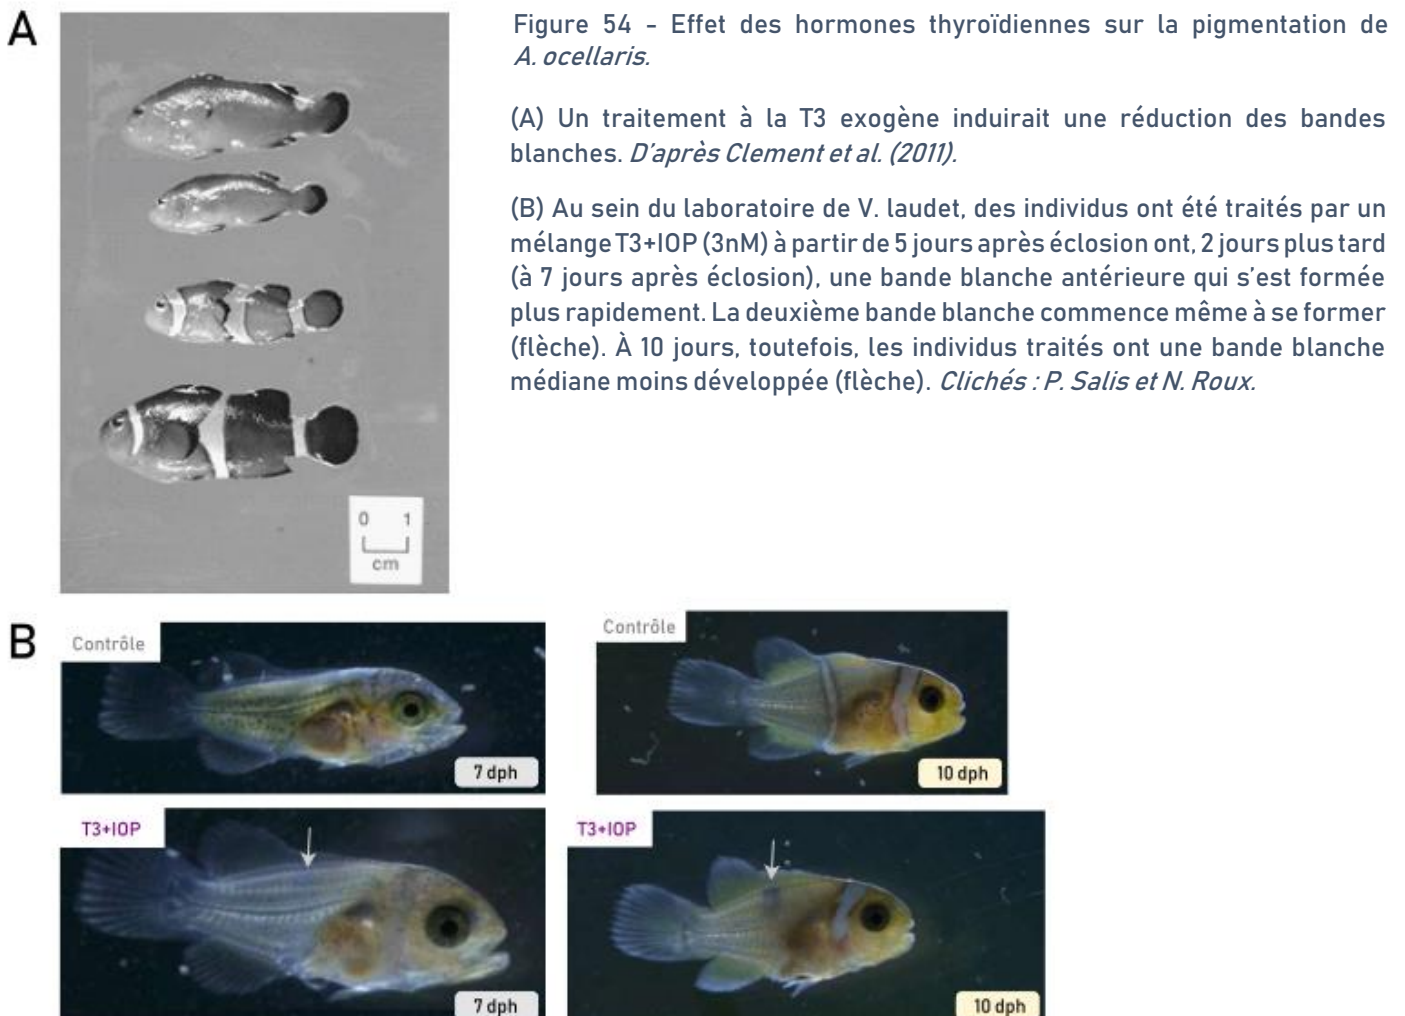 A
Figure 54 - Effet des hormones thyroïdiennes sur la pigmentation de
A. ocellaris.
(A) Un traitement à la T3 exogène induirait une réduction des bandes
blanches. D'après Clement et al. (2011).
(B) Au sein du laboratoire de V. laudet, des individus ont été traités par un
mélange T3+IOP (3nM) à partir de 5 jours après éclosion ont, 2 jours plus tard
(à 7 jours après éclosion), une bande blanche antérieure qui s'est formée
plus rapidement. La deuxième bande blanche commence même à se former
(flèche). À 10 jours, toutefois, les individus traités ont une bande blanche
médiane moins développée (flèche). Clichés : P. Salis et N. Roux.
0 1
cm
B
Contrôle
7 dph
Contrôle
10 dph
T3+IOP
7 dph
T3+IOP
10 dph